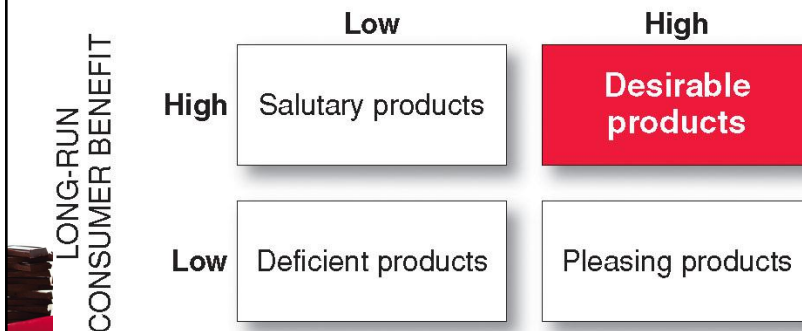 Low
High
LONG-RUN
CONSUMER BENEFIT
High
Salutary products
Desirable
products
Low
Deficient products
Pleasing products